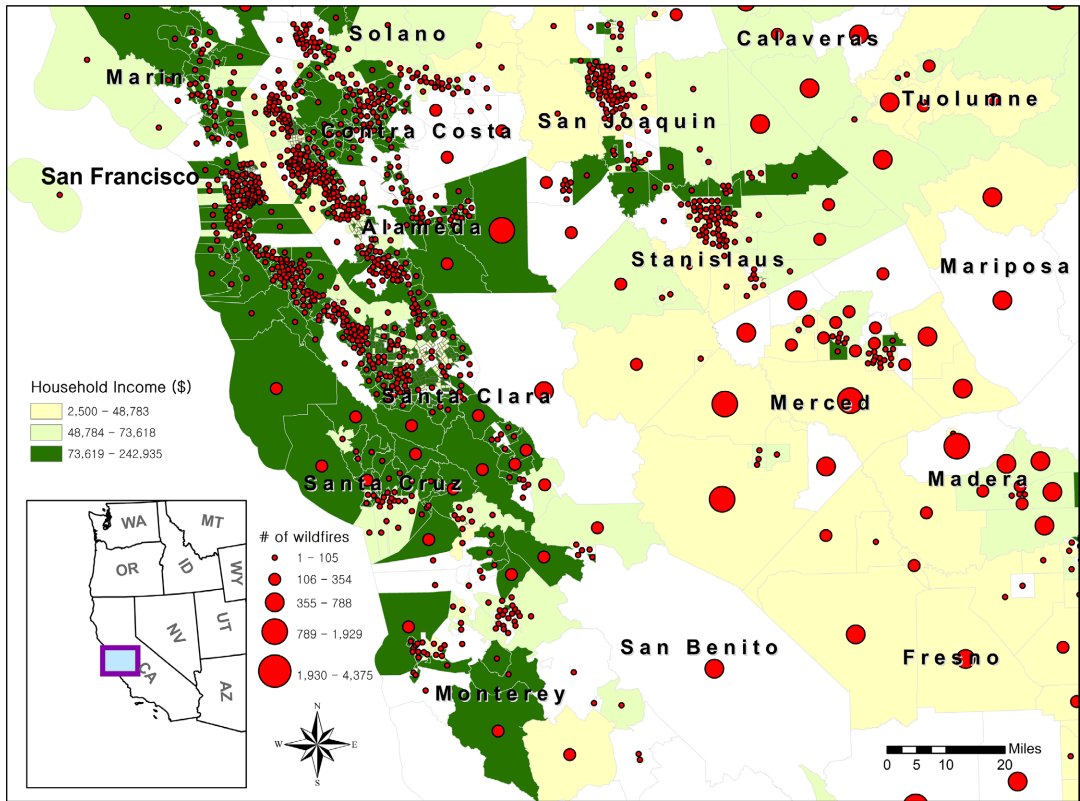 Solano
Calaveras
Marin
Tuolumne
Contra Costa
San Joaquin
San Francisco
Alameda
Stanislaus
Mariposa
Household Income ($)
2,500 – 48,783
48,784 – 73,618
73,619 – 242,935
Santa Clara
Merced
Santa Cruz
Madera
WA
MT
OR
ID
WY
NV
UT
CA
AZ
# of wildfires
1 – 105
106 – 354
355 – 788
789 – 1,929
1,930 – 4,375
San Benito
Fresno
Monterey
N
W E
S
Miles
0 5 10 20